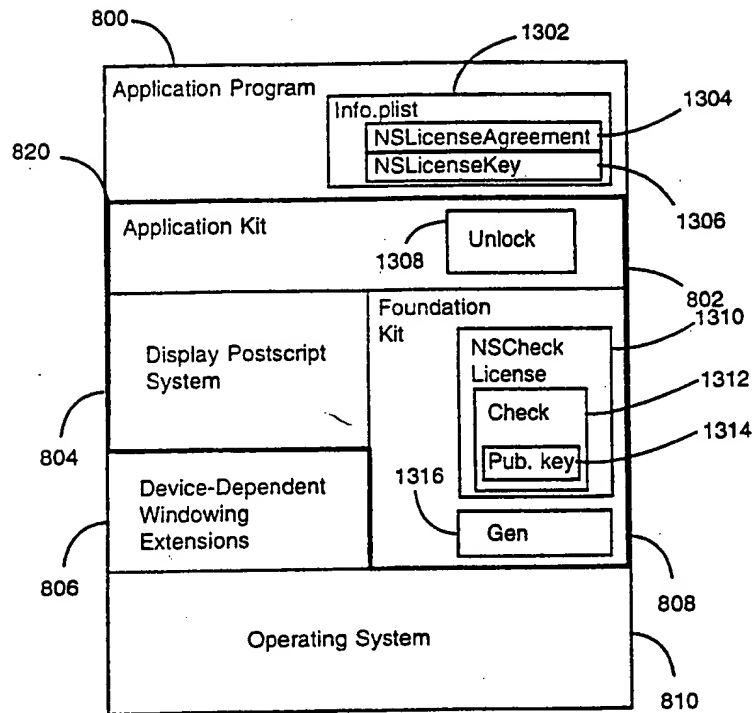 800
1302
Application Program
Info.plist
1304
NSLicenseAgreement
820
NSLicenseKey
1306
Application Kit
Unlock
1308
802
Foundation
Kit
1310
Display Postscript
System
NSCheck
License
1312
Check
804
1314
Pub. key
1316
Device-Dependent
Windowing
Extensions
Gen
806
808
Operating System
810